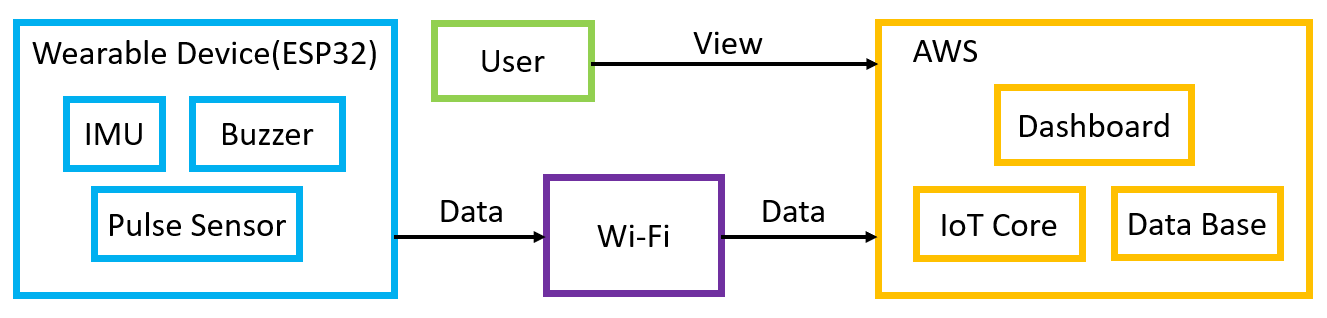 Wearable Device(ESP32)
IMU
Buzzer
Pulse Sensor
User
View
Data
Wi-Fi
Data
AWS
Dashboard
IoT Core
Data Base